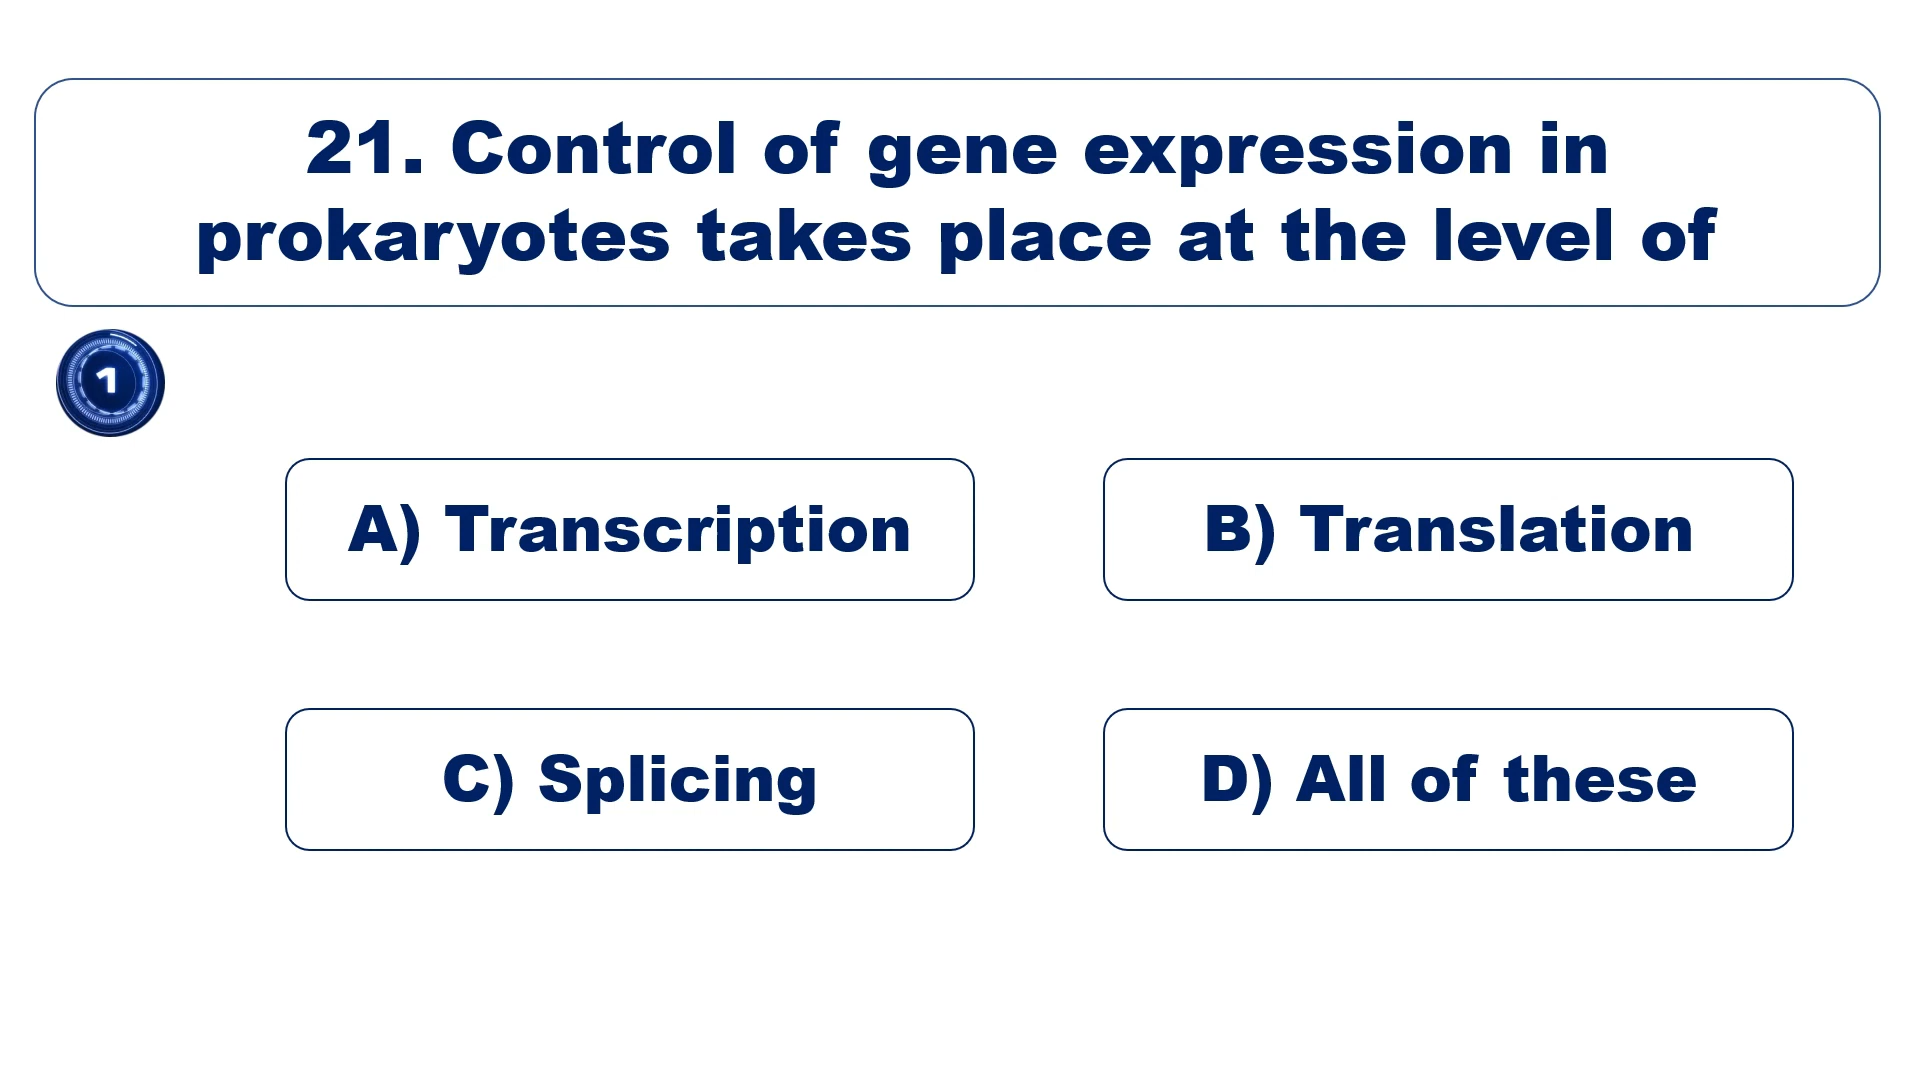 21. Control of gene expression in
prokaryotes takes place at the level of
1
A) Transcription
B) Translation
C) Splicing
D) All of these